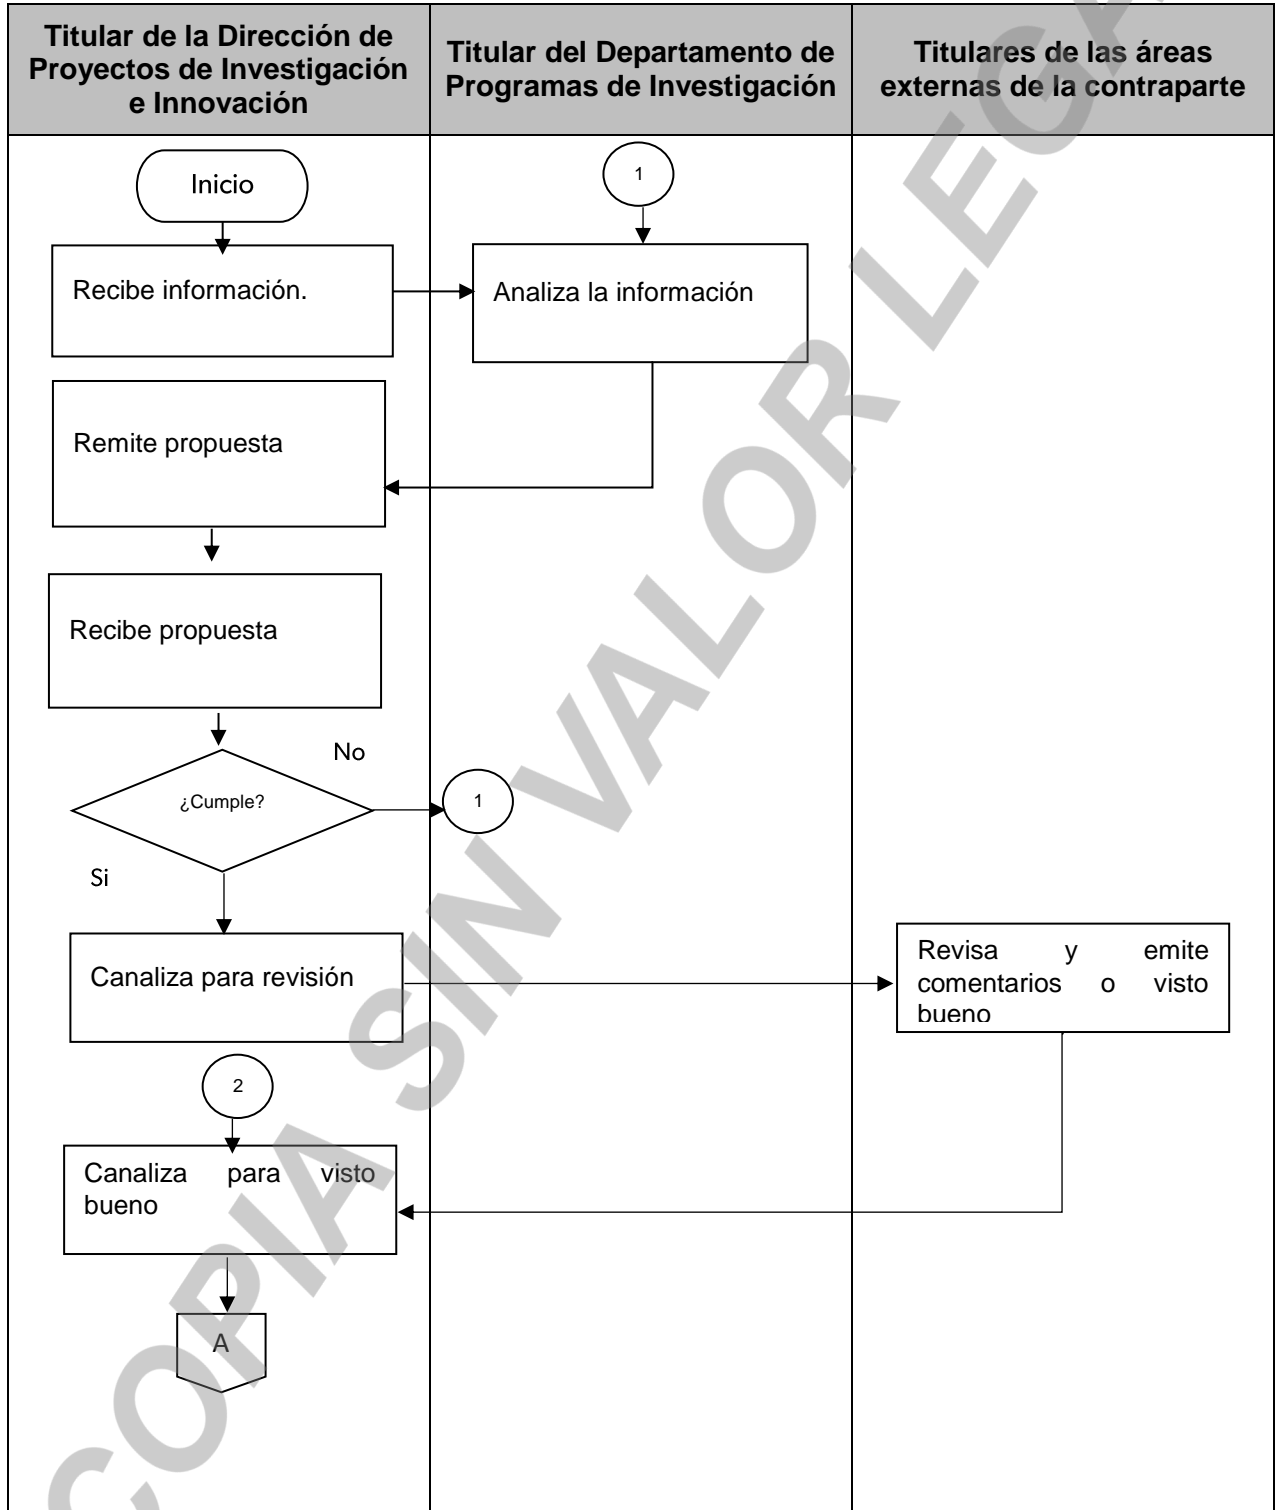 Titular de la Dirección de
Proyectos de Investigación
e Innovación
Titular del Departamento de
Programas de Investigación
Titulares de las áreas
externas de la contraparte
Inicio
1
Recibe información.
Analiza la información
Remite propuesta
Recibe propuesta
No
¿Cumple?
1
Si
Canaliza para revisión
Revisa y emite
comentarios o visto
bueno
2
Canaliza para visto
bueno
A
COPIA SIN VALOR LEGA